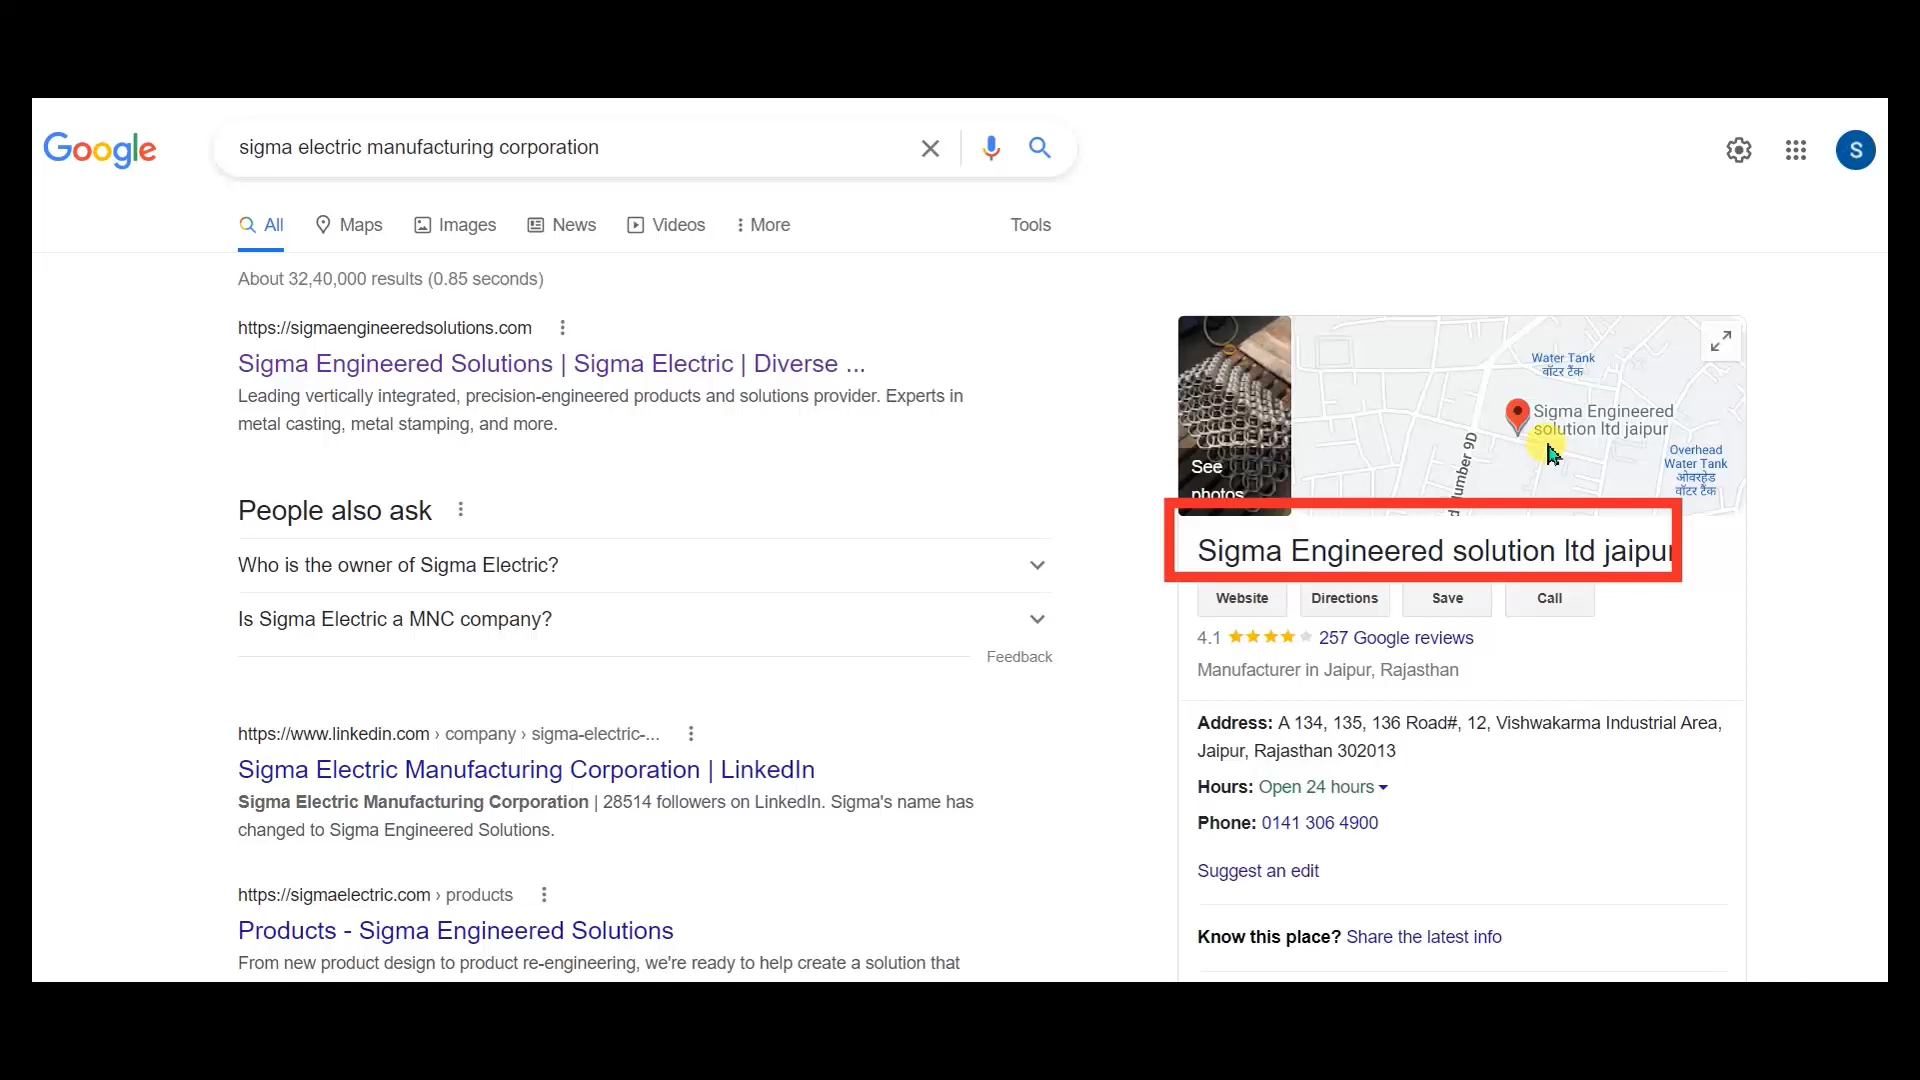 Google
sigma electric manufacturing corporation
S
All
Maps
Images
News
Videos
More
Tools
About 32,40,000 results (0.85 seconds)
https://sigmaengineeredsolutions.com
Sigma Engineered Solutions | Sigma Electric | Diverse ...
Leading vertically integrated, precision-engineered products and solutions provider. Experts in
metal casting, metal stamping, and more.
People also ask
Who is the owner of Sigma Electric?
Is Sigma Electric a MNC company?
Feedback
https://www.linkedin.com › company › sigma-electric-...
Sigma Electric Manufacturing Corporation | LinkedIn
Sigma Electric Manufacturing Corporation | 28514 followers on LinkedIn. Sigma's name has
changed to Sigma Engineered Solutions.
https://sigmaelectric.com › products
Products - Sigma Engineered Solutions
From new product design to product re-engineering, we're ready to help create a solution that
See
photos
Water Tank
वॉटर टैंक
Sigma Engineered
solution ltd jaipur
Overhead
Water Tank
ओवरहेड
वॉटर टैंक
9D
Sigma Engineered solution ltd jaipur
Website
Directions
Save
Call
4.1
257 Google reviews
Manufacturer in Jaipur, Rajasthan
Address: A 134, 135, 136 Road#, 12, Vishwakarma Industrial Area,
Jaipur, Rajasthan 302013
Hours: Open 24 hours
Phone: 0141 306 4900
Suggest an edit
Know this place? Share the latest info